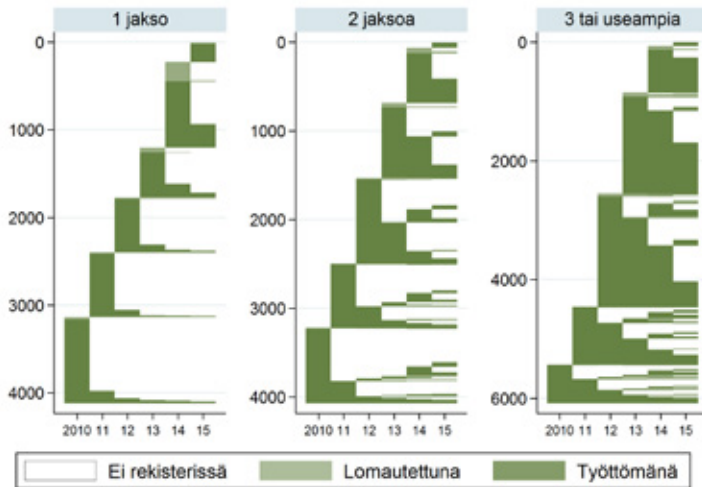 1 jakso
2 jaksoa
3 tai useampia
0
1000
2000
3000
4000
0
1000
2000
3000
4000
0
2000
4000
6000
2010 11 12 13 14 15
2010 11 12 13 14 15
2010 11 12 13 14 15
Ei rekisterissä
Lomautettuna
Työttömänä